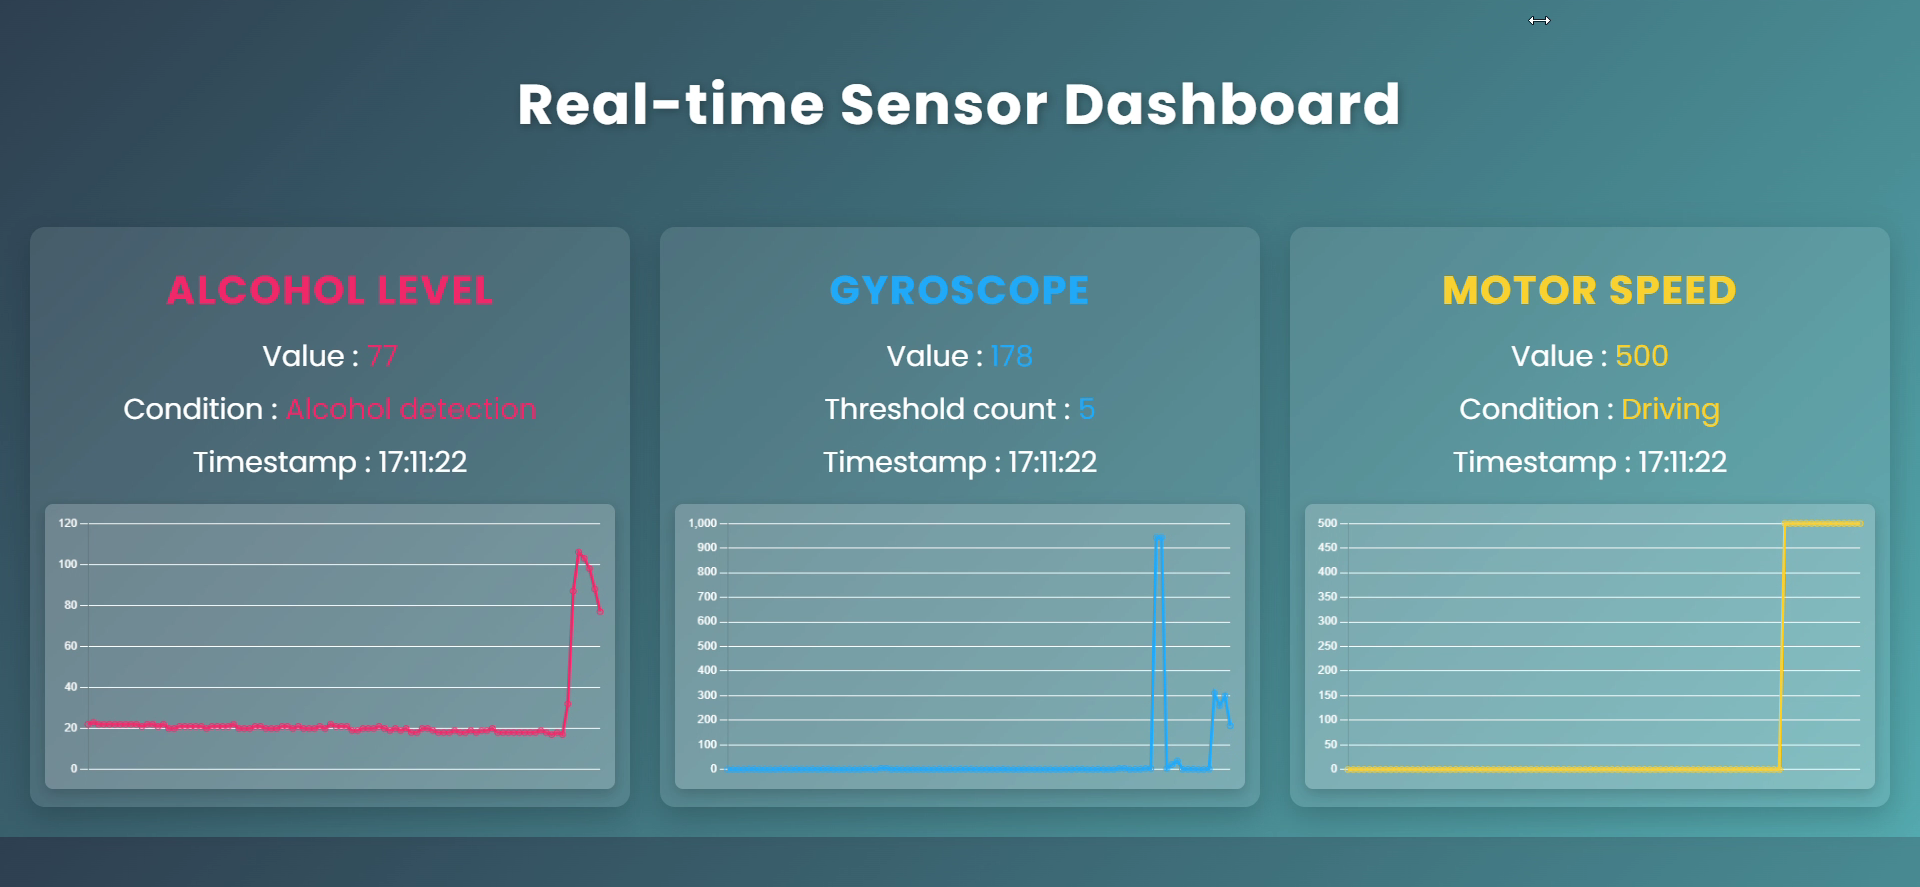 Real-time Sensor Dashboard
ALCOHOL LEVEL
Value : 77
Condition : Alcohol detection
Timestamp : 17:11:22
120
100
80
60
40
20
0
GYROSCOPE
Value : 178
Threshold count : 5
Timestamp : 17:11:22
1,000
900
800
700
600
500
400
300
200
100
0
MOTOR SPEED
Value : 500
Condition : Driving
Timestamp : 17:11:22
500
450
400
350
300
250
200
150
100
50
0